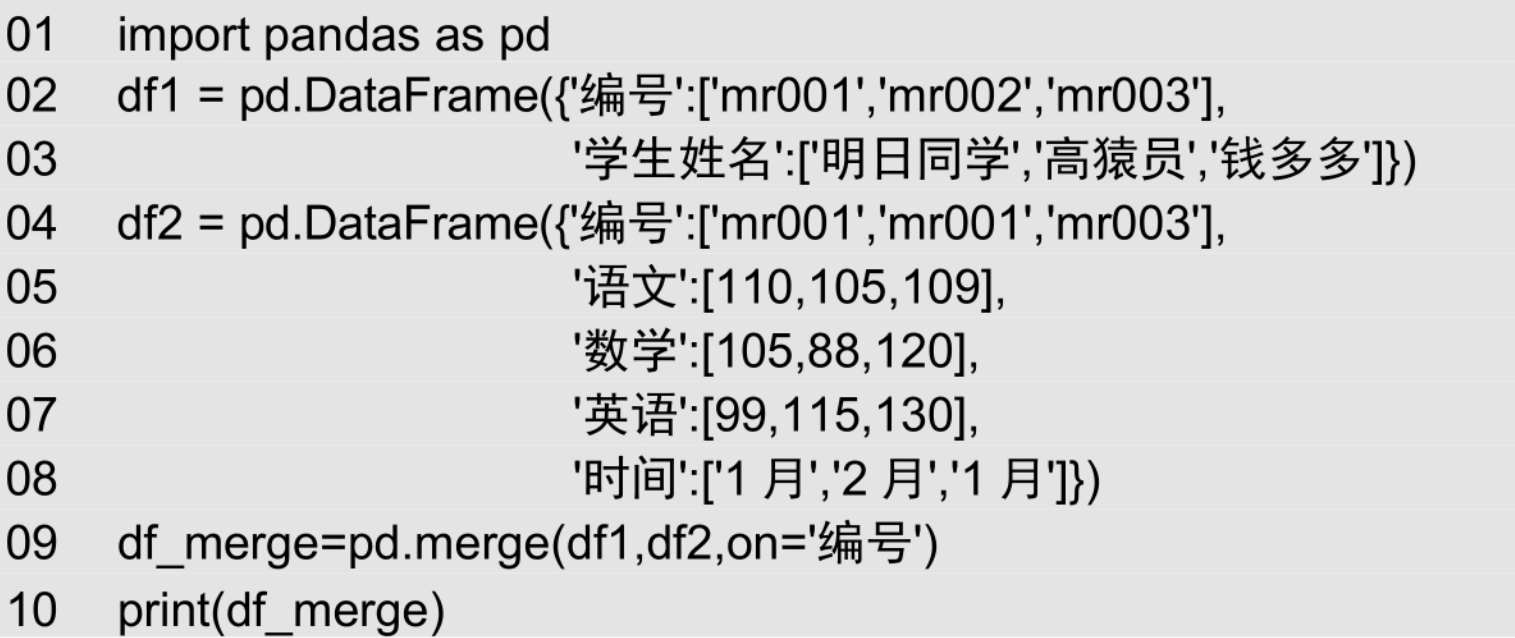 01 import pandas as pd
02 df1 = pd.DataFrame({'编号':['mr001','mr002','mr003'],
03 '学生姓名':['明日同学','高猿员','钱多多']})
04 df2 = pd.DataFrame({'编号':['mr001','mr001','mr003'],
05 '语文':[110,105,109],
06 '数学':[105,88,120],
07 '英语':[99,115,130],
08 '时间':['1 月','2 月','1 月']})
09 df_merge=pd.merge(df1,df2,on='编号')
10 print(df_merge)